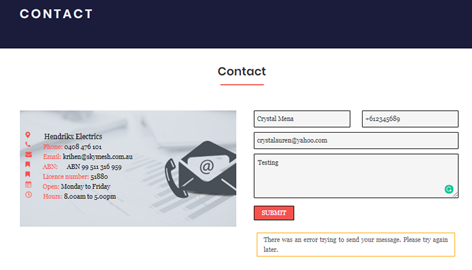 CONTACT
Contact
Hendrikx Electrics
Phone: 0408 476 101
Email: krihen@skymesh.com.au
ABN: ABN 99 511 316 959
Licence number: 51880
Open: Monday to Friday
Hours: 8.00am to 5.00pm
@
Crystal Mena
+612345689
crystalauren@yahoo.com
Testing
SUBMIT
There was an error trying to send your message. Please try again
later.